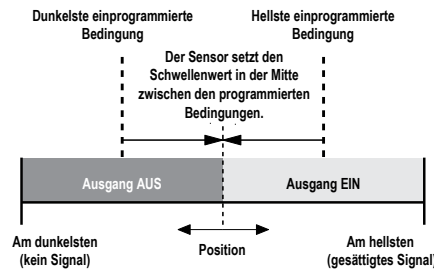 Dunkelste einprogrammierte
Bedingung
Hellste einprogrammierte
Bedingung
Der Sensor setzt den
Schwellenwert in der Mitte
zwischen den programmierten
Bedingungen.
Ausgang AUS
Ausgang EIN
Am dunkelsten
(kein Signal)
Position
Am hellsten
(gesättigtes Signal)